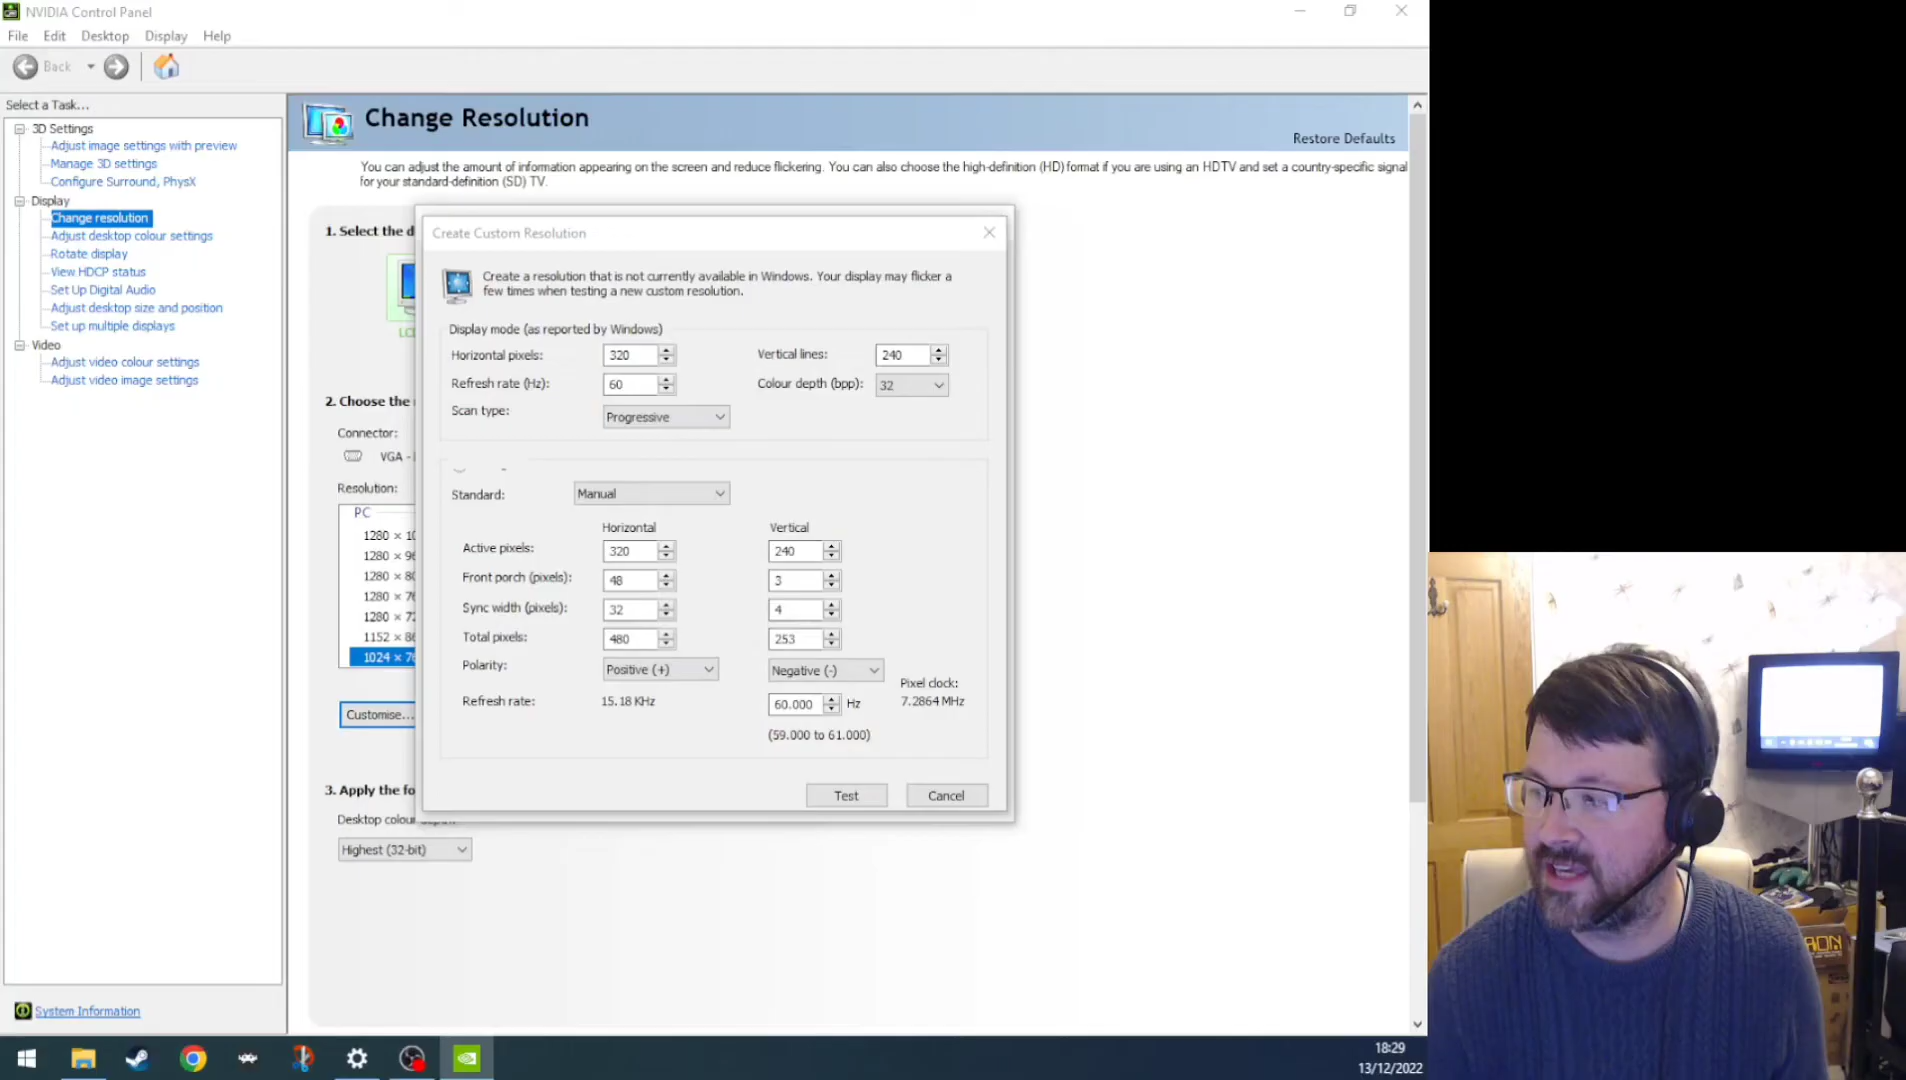 NVIDIA Control Panel
File Edit Desktop Display Help
Back
Select a Task...
3D Settings
Adjust image settings with preview
Manage 3D settings
Configure Surround, PhysX
Display
Change resolution
Adjust desktop colour settings
Rotate display
View HDCP status
Set Up Digital Audio
Adjust desktop size and position
Set up multiple displays
Video
Adjust video colour settings
Adjust video image settings
System Information
Change Resolution
Restore Defaults
You can adjust the amount of information appearing on the screen and reduce flickering. You can also choose the high-definition (HD) format if you are using an HDTV and set a country-specific signal
for your standard-definition (SD) TV.
1. Select the d
2. Choose the
Connector:
VGA -
Resolution:
PC
1280 × 10
1280 × 96
1280 × 80
1280 × 76
1280 × 72
1152 × 86
1024 × 76
Customise...
3. Apply the fo
Desktop colour
Highest (32-bit)
Create Custom Resolution
Create a resolution that is not currently available in Windows. Your display may flicker a
few times when testing a new custom resolution.
Display mode (as reported by Windows)
Horizontal pixels: 320 Vertical lines: 240
Refresh rate (Hz): 60 Colour depth (bpp): 32
Scan type: Progressive
Standard: Manual
Horizontal Vertical
Active pixels: 320 240
Front porch (pixels): 48 3
Sync width (pixels): 32 4
Total pixels: 480 253
Polarity: Positive (+) Negative (-)
Pixel clock:
Refresh rate: 15.18 KHz 60.000 Hz 7.2864 MHz
(59.000 to 61.000)
Test Cancel
18:29
13/12/2022